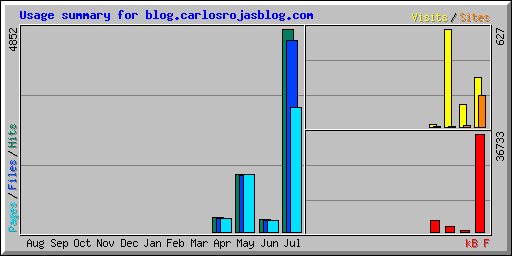 Usage summary for blog.carlosrojasblog.com
Visits/Sites
4852
627
36733
Pages/Files/Hits
Aug Sep Oct Nov Dec Jan Feb Mar Apr May Jun Jul
kB F